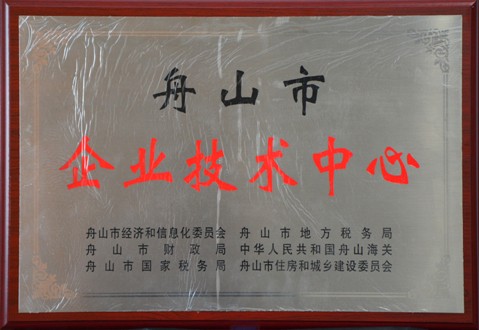 舟山市
企业技术中心
舟山市经济和信息化委员会 舟山市地方税务局
舟山市财政局 中华人民共和国舟山海关
舟山市国家税务局 舟山市住房和城乡建设委员会